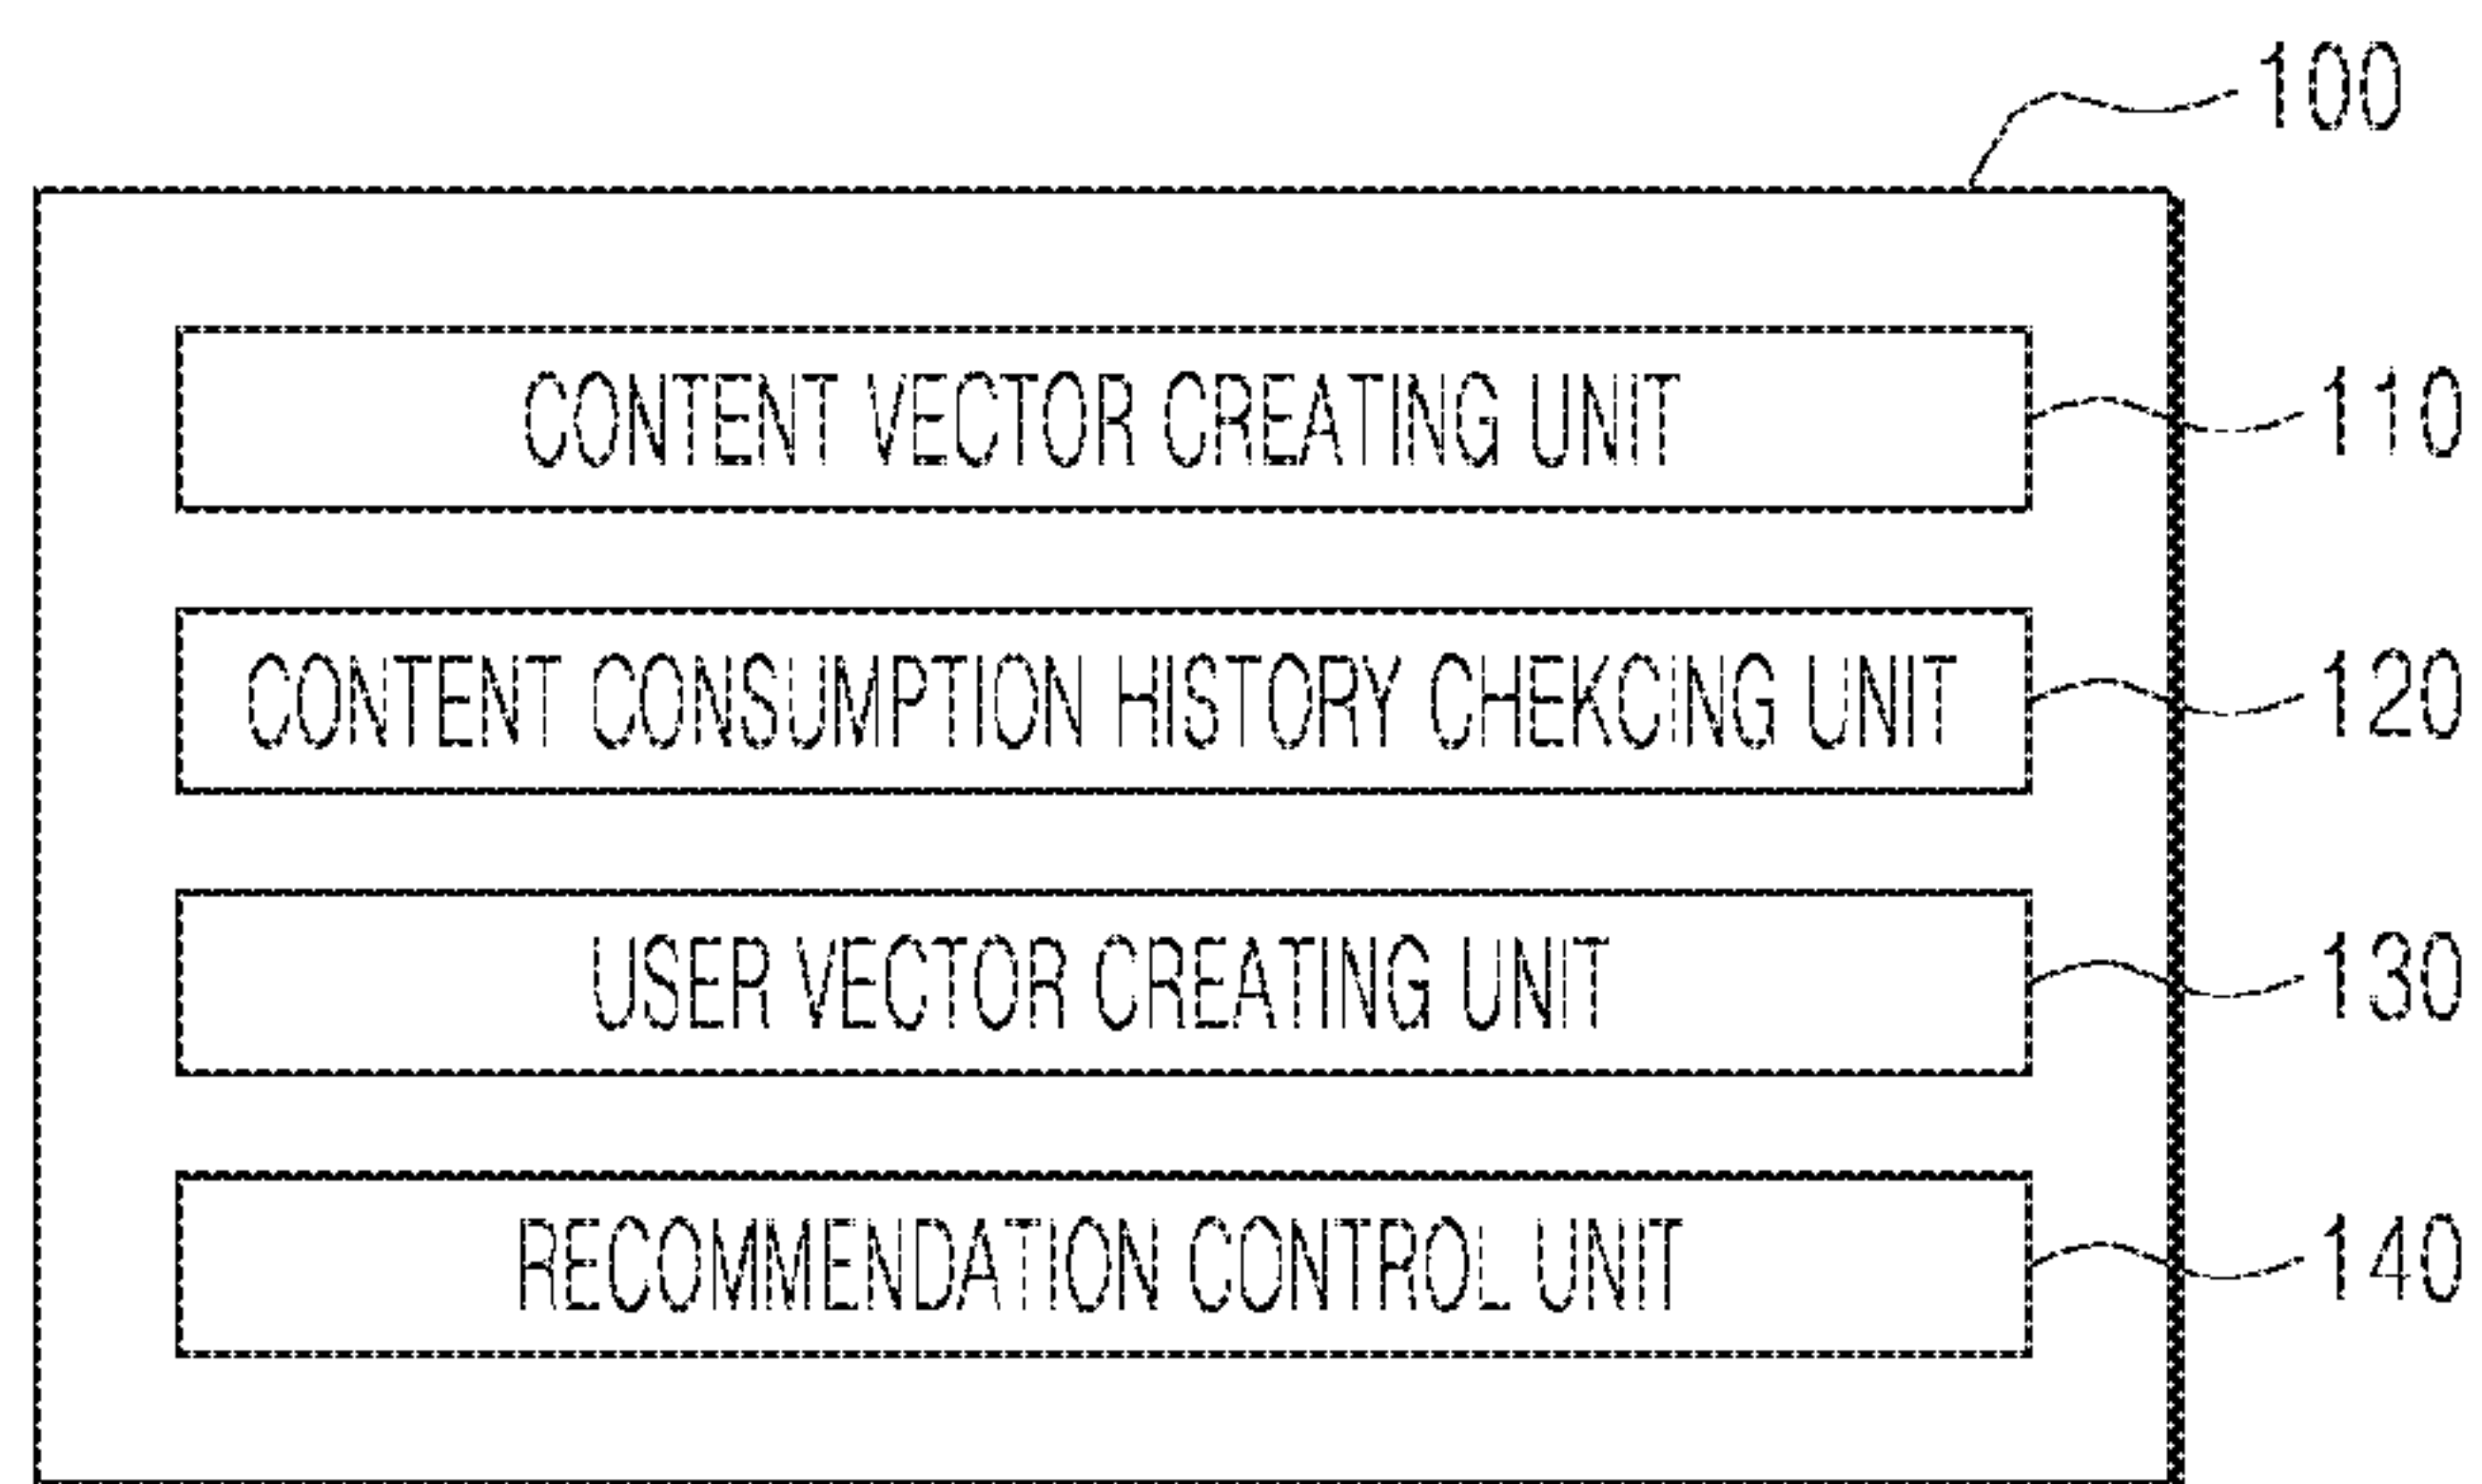 100
CONTENT VECTOR CREATING UNIT 110
CONTENT CONSUMPTION HISTORY CHEKCING UNIT 120
USER VECTOR CREATING UNIT 130
RECOMMENDATION CONTROL UNIT 140